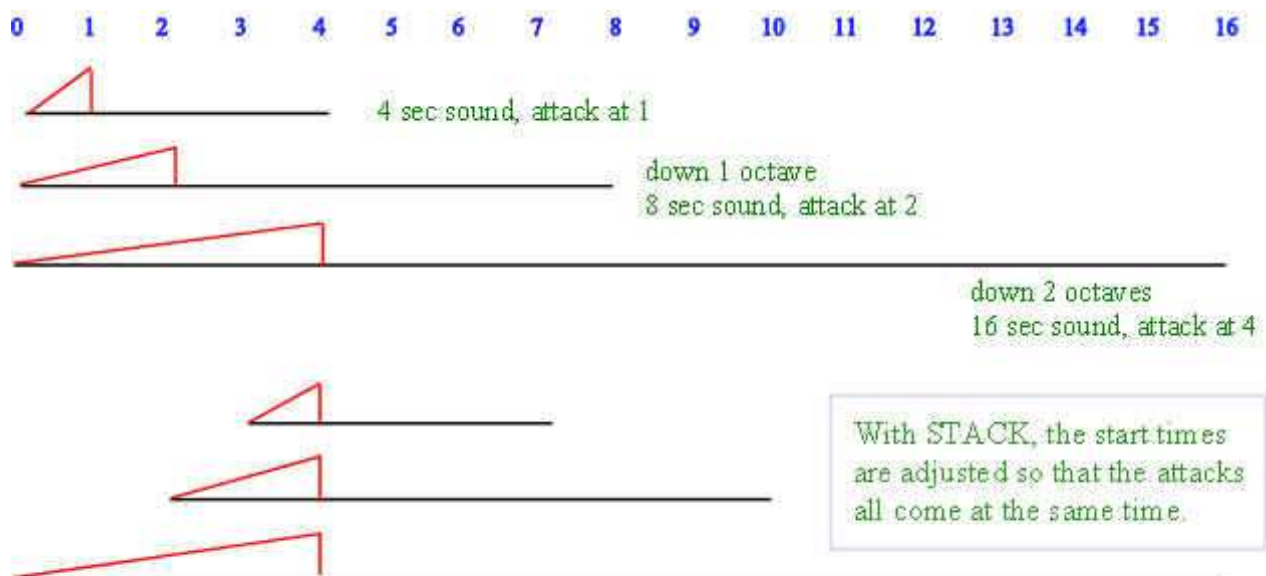 0 1 2 3 4 5 6 7 8 9 10 11 12 13 14 15 16
4 sec sound, attack at 1
down 1 octave
8 sec sound, attack at 2
down 2 octaves
16 sec sound, attack at 4
With STACK, the start times
are adjusted so that the attacks
all come at the same time.